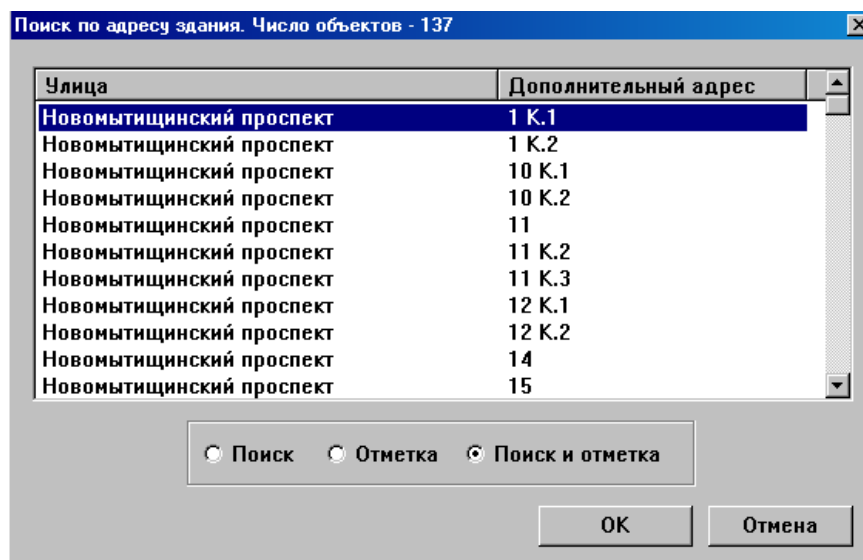 Поиск по адресу здания. Число объектов - 137
Улица Дополнительный адрес
Новомытищинский проспект 1 К.1
Новомытищинский проспект 1 К.2
Новомытищинский проспект 10 К.1
Новомытищинский проспект 10 К.2
Новомытищинский проспект 11
Новомытищинский проспект 11 К.2
Новомытищинский проспект 11 К.3
Новомытищинский проспект 12 К.1
Новомытищинский проспект 12 К.2
Новомытищинский проспект 14
Новомытищинский проспект 15
Поиск Отметка Поиск и отметка
OK Отмена